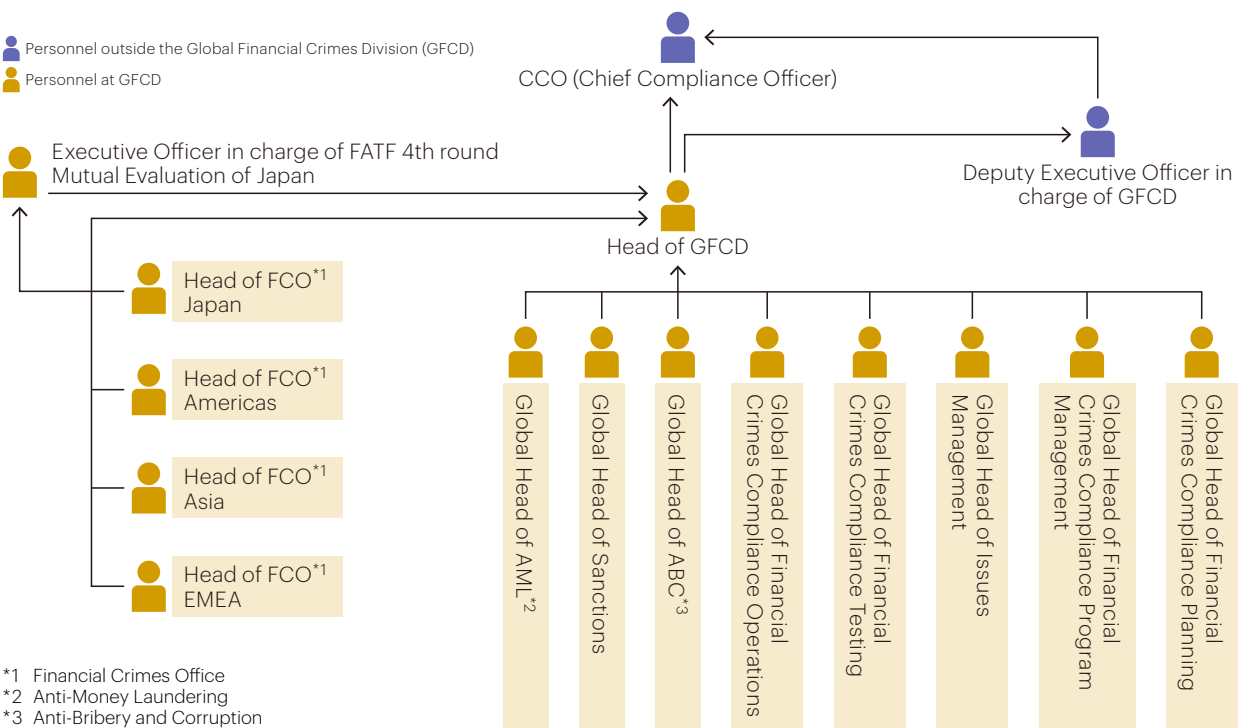 Personnel outside the Global Financial Crimes Division (GFCD)
Personnel at GFCD
CCO (Chief Compliance Officer)
Executive Officer in charge of FATF 4th round
Mutual Evaluation of Japan
Deputy Executive Officer in
charge of GFCD
Head of GFCD
Head of FCO*1
Japan
Head of FCO*1
Americas
Head of FCO*1
Asia
Head of FCO*1
EMEA
Global Head of AML*2
Global Head of Sanctions
Global Head of ABC*3
Global Head of Financial
Crimes Compliance Operations
Global Head of Financial
Crimes Compliance Testing
Global Head of Issues
Management
Global Head of Financial
Crimes Compliance Program
Management
Global Head of Financial
Crimes Compliance Planning
*1 Financial Crimes Office
*2 Anti-Money Laundering
*3 Anti-Bribery and Corruption